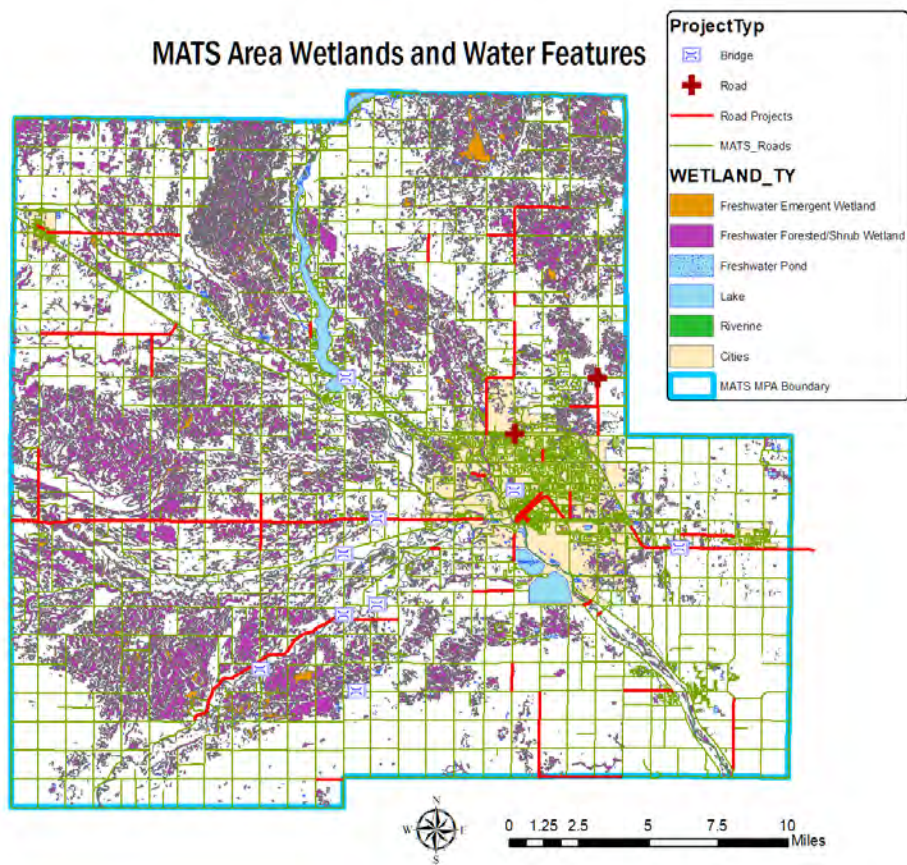 MATS Area Wetlands and Water Features
ProjectTyp
Bridge
Road
Road Projects
MATS_Roads
WETLAND_TY
Freshwater Emergent Wetland
Freshwater Forested/Shrub Wetland
Freshwater Pond
Lake
Riverine
Cities
MATS MPA Boundary
N
W E
S
0 1.25 2.5 5 7.5 10
Miles